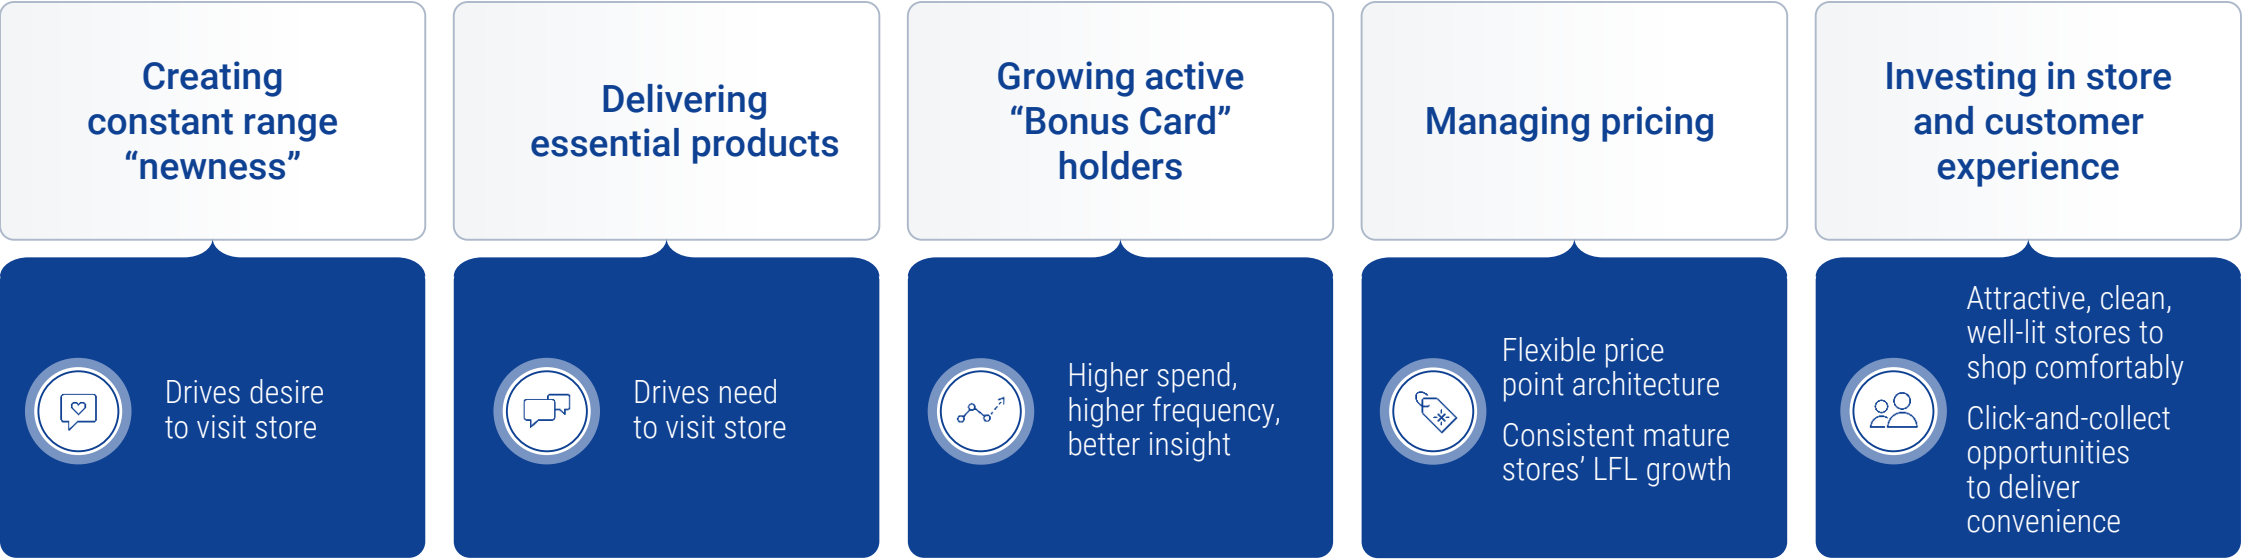 Creating
constant range
“newness”
Drives desire
to visit store
Delivering
essential products
Drives need
to visit store
Growing active
“Bonus Card”
holders
Higher spend,
higher frequency,
better insight
Managing pricing
Flexible price
point architecture
Consistent mature
stores’ LFL growth
Investing in store
and customer
experience
Attractive, clean,
well-lit stores to
shop comfortably
Click-and-collect
opportunities
to deliver
convenience